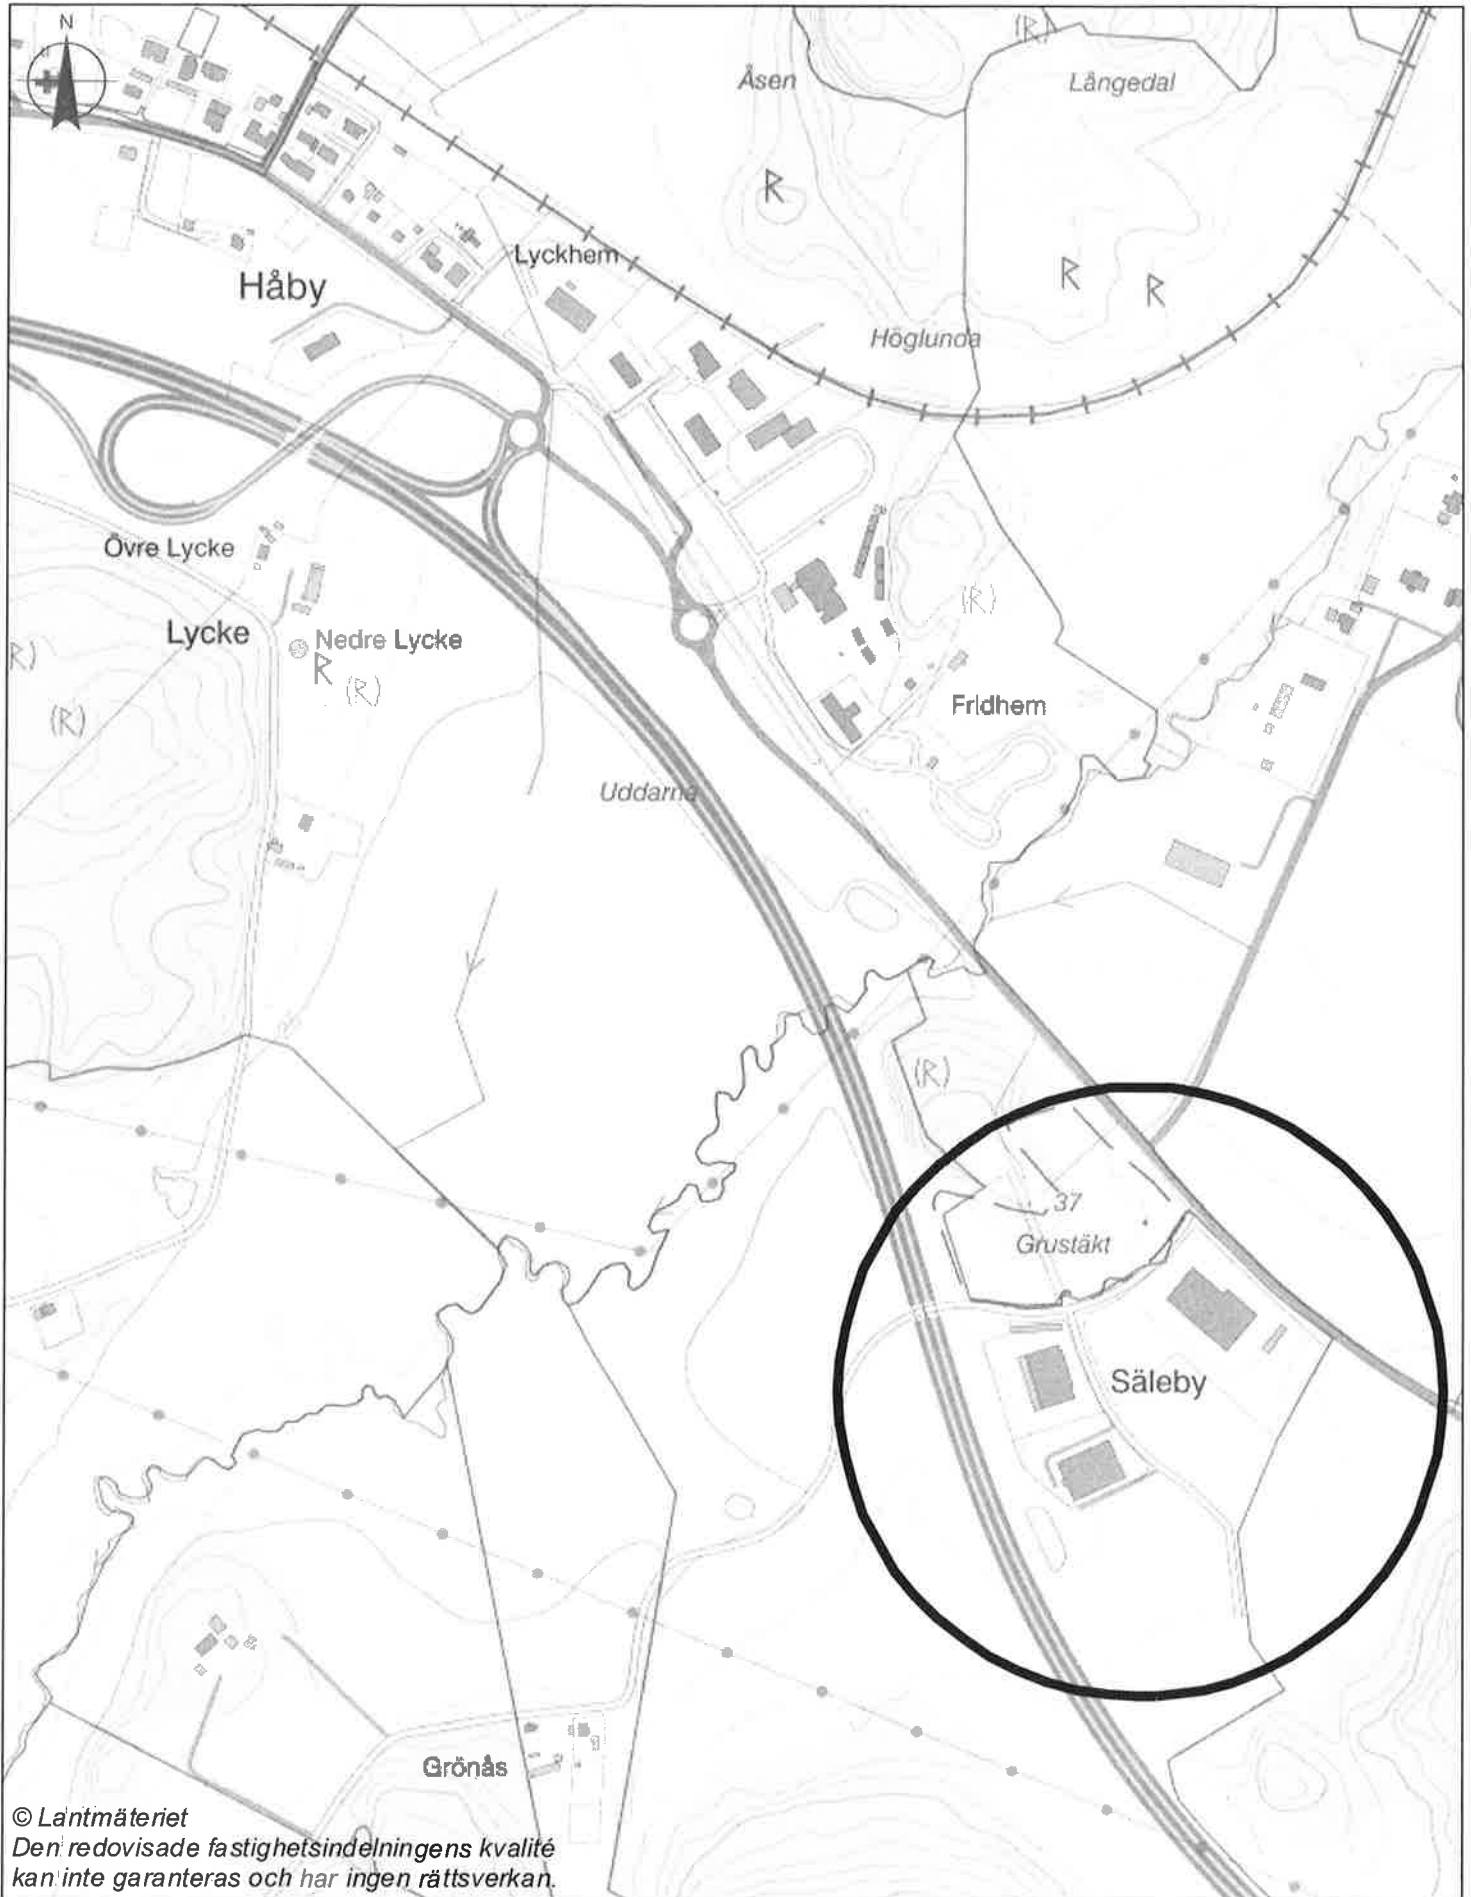 N
(R)
Åsen
Långedal
R
Lyckhem
R
R
Håby
Höglunda
Övre Lycke
(R)
Lycke
Nedre Lycke
R)
R
(R)
(R)
Fridhem
Uddarna
(R)
37
Grustäkt
Säleby
Grönås
© Lantmäteriet
Den redovisade fastighetsindelningens kvalité
kan inte garanteras och har ingen rättsverkan.